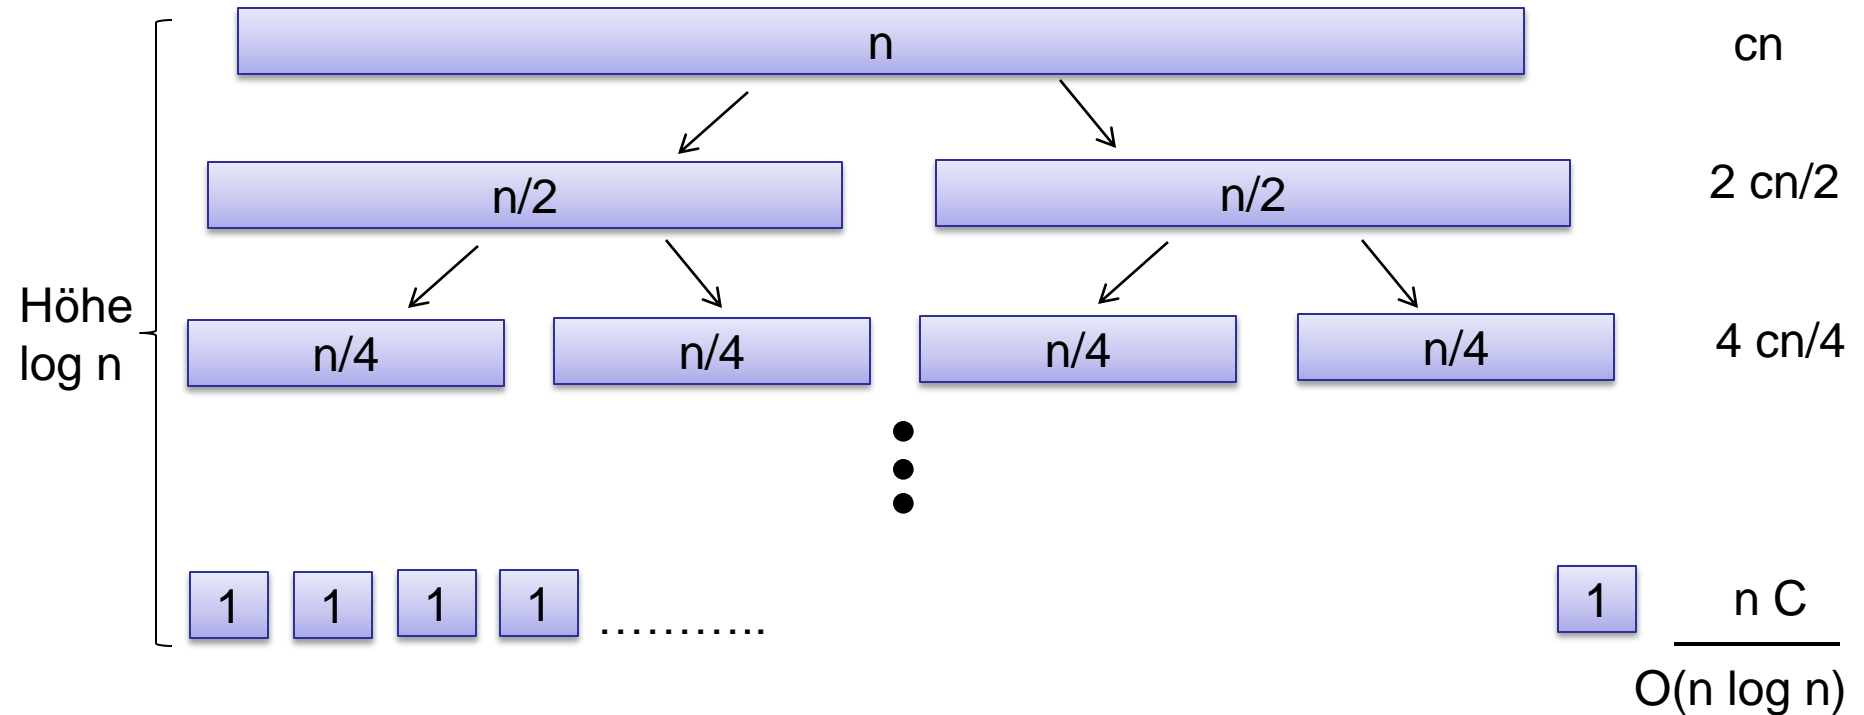 n
cn
n/2
n/2
2 cn/2
Höhe
log n
n/4
n/4
n/4
n/4
4 cn/4
1
1
1
1
...........
1
n C
O(n log n)